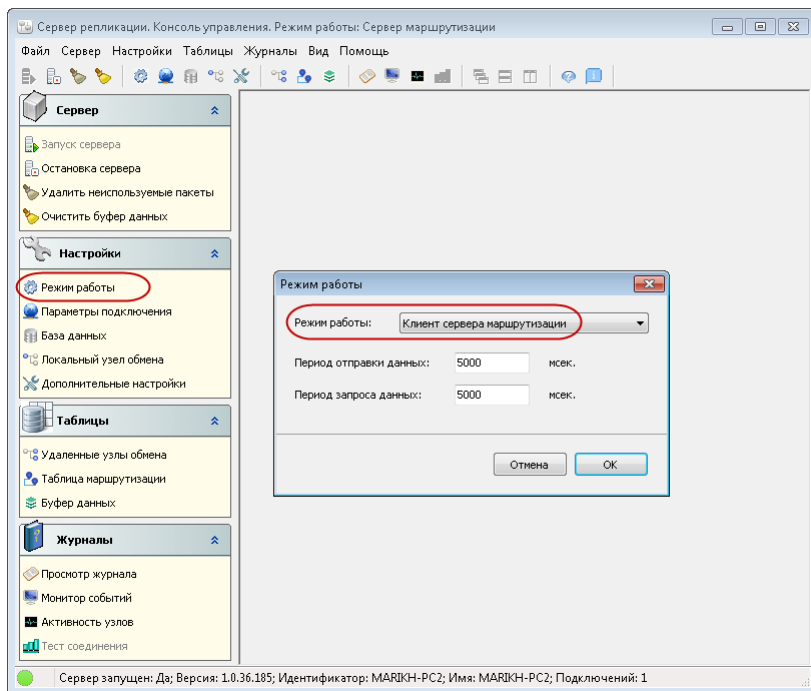 Сервер репликации. Консоль управления. Режим работы: Сервер маршрутизации
Файл Сервер Настройки Таблицы Журналы Вид Помощь
Сервер
Запуск сервера
Остановка сервера
Удалить неиспользуемые пакеты
Очистить буфер данных
Настройки
Режим работы
Параметры подключения
База данных
Локальный узел обмена
Дополнительные настройки
Таблицы
Удаленные узлы обмена
Таблица маршрутизации
Буфер данных
Журналы
Просмотр журнала
Монитор событий
Активность узлов
Тест соединения
Режим работы
Режим работы: Клиент сервера маршрутизации
Период отправки данных: 5000 мсек.
Период запроса данных: 5000 мсек.
Отмена ОК
Сервер запущен: Да; Версия: 1.0.36.185; Идентификатор: MARIKH-PC2; Имя: MARIKH-PC2; Подключений: 1